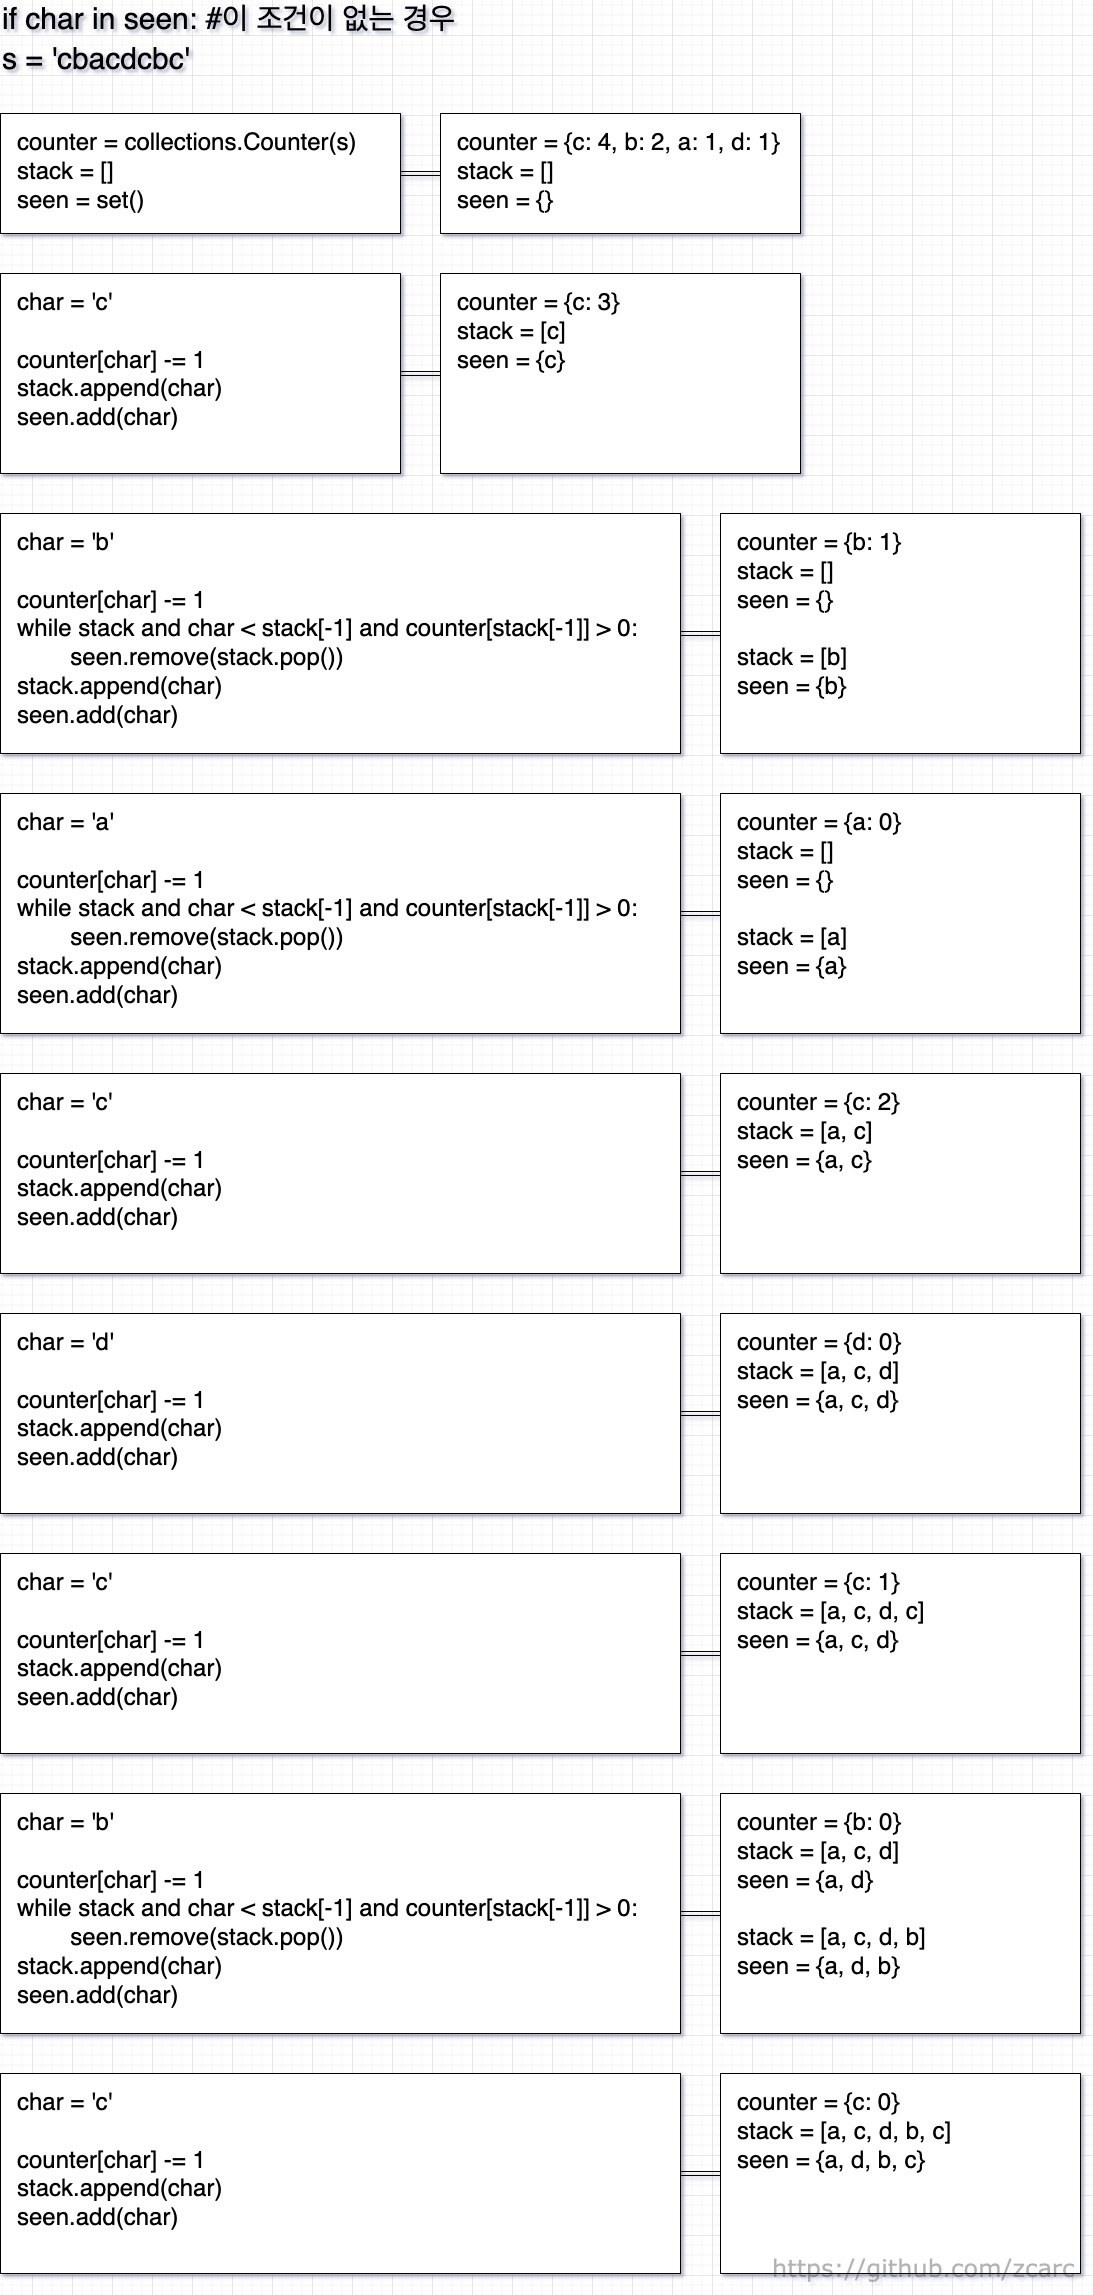 if char in seen: #이 조건이 없는 경우
s = 'cbacdcbc'
counter = collections.Counter(s)
stack = []
seen = set()
counter = {c: 4, b: 2, a: 1, d: 1}
stack = []
seen = {}
char = 'c'
counter[char] -= 1
stack.append(char)
seen.add(char)
counter = {c: 3}
stack = [c]
seen = {c}
char = 'b'
counter[char] -= 1
while stack and char < stack[-1] and counter[stack[-1]] > 0:
seen.remove(stack.pop())
stack.append(char)
seen.add(char)
counter = {b: 1}
stack = []
seen = {}
stack = [b]
seen = {b}
char = 'a'
counter[char] -= 1
while stack and char < stack[-1] and counter[stack[-1]] > 0:
seen.remove(stack.pop())
stack.append(char)
seen.add(char)
counter = {a: 0}
stack = []
seen = {}
stack = [a]
seen = {a}
char = 'c'
counter[char] -= 1
stack.append(char)
seen.add(char)
counter = {c: 2}
stack = [a, c]
seen = {a, c}
char = 'd'
counter[char] -= 1
stack.append(char)
seen.add(char)
counter = {d: 0}
stack = [a, c, d]
seen = {a, c, d}
char = 'c'
counter[char] -= 1
stack.append(char)
seen.add(char)
counter = {c: 1}
stack = [a, c, d, c]
seen = {a, c, d}
char = 'b'
counter[char] -= 1
while stack and char < stack[-1] and counter[stack[-1]] > 0:
seen.remove(stack.pop())
stack.append(char)
seen.add(char)
counter = {b: 0}
stack = [a, c, d]
seen = {a, d}
stack = [a, c, d, b]
seen = {a, d, b}
char = 'c'
counter[char] -= 1
stack.append(char)
seen.add(char)
counter = {c: 0}
stack = [a, c, d, b, c]
seen = {a, d, b, c}
https://github.com/zcarc